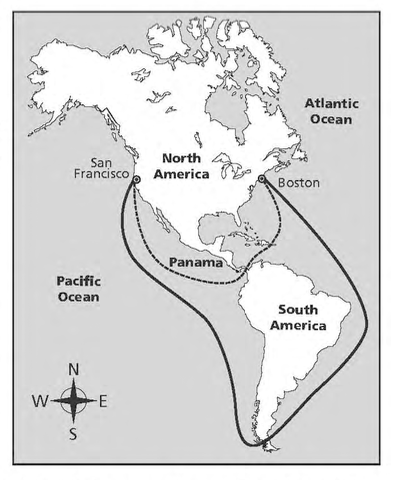 Atlantic
Ocean
San
Francisco
North
America
Boston
Panama
Pacific
Ocean
South
America
N
W
E
S